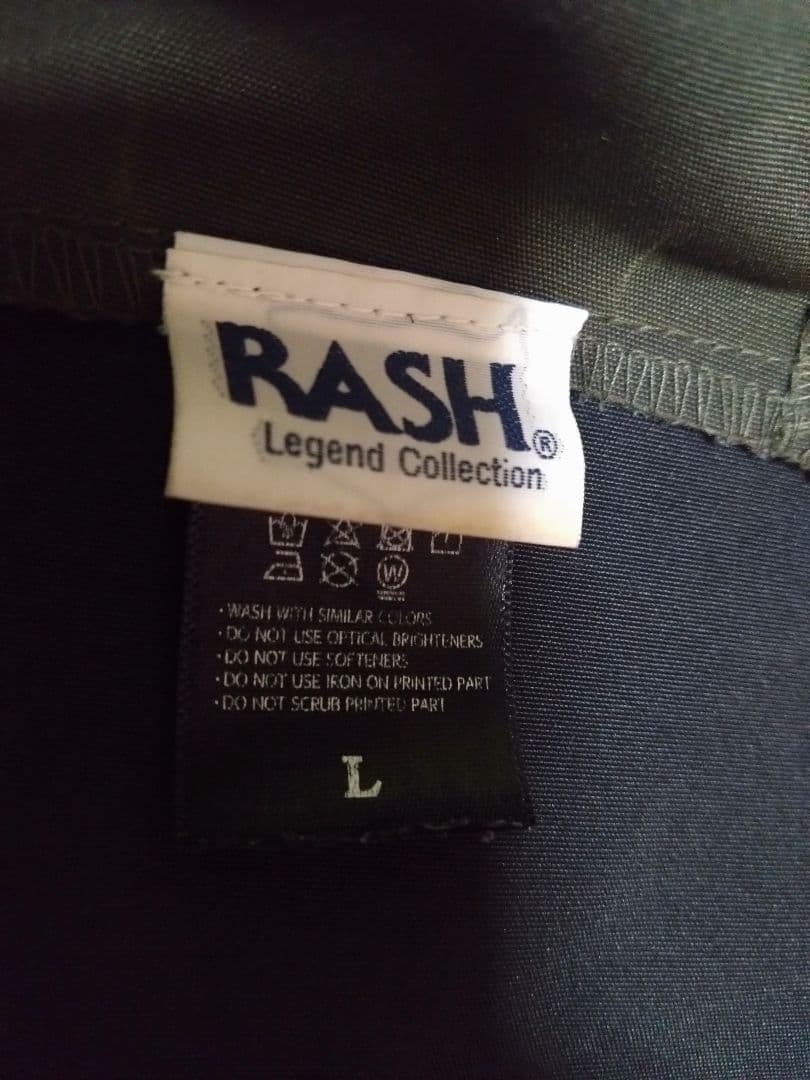 RASH®
Legend Collection
W
• WASH WITH SIMILAR COLORS
• DO NOT USE OPTICAL BRIGHTENERS
• DO NOT USE SOFTENERS
• DO NOT USE IRON ON PRINTED PART
• DO NOT SCRUB PRINTED PART
L